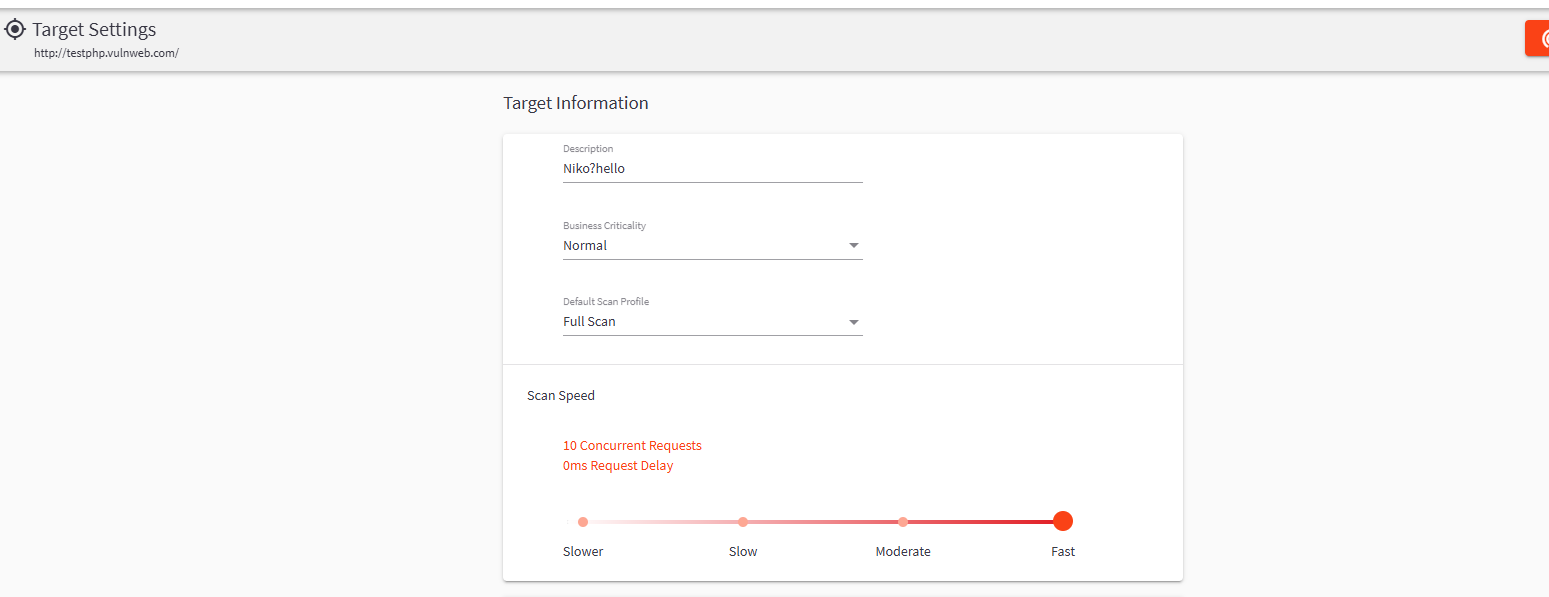 Target Settings
http://testphp.vulnweb.com/
Target Information
Description
Niko?hello
Business Criticality
Normal
Default Scan Profile
Full Scan
Scan Speed
10 Concurrent Requests
0ms Request Delay
Slower Slow Moderate Fast